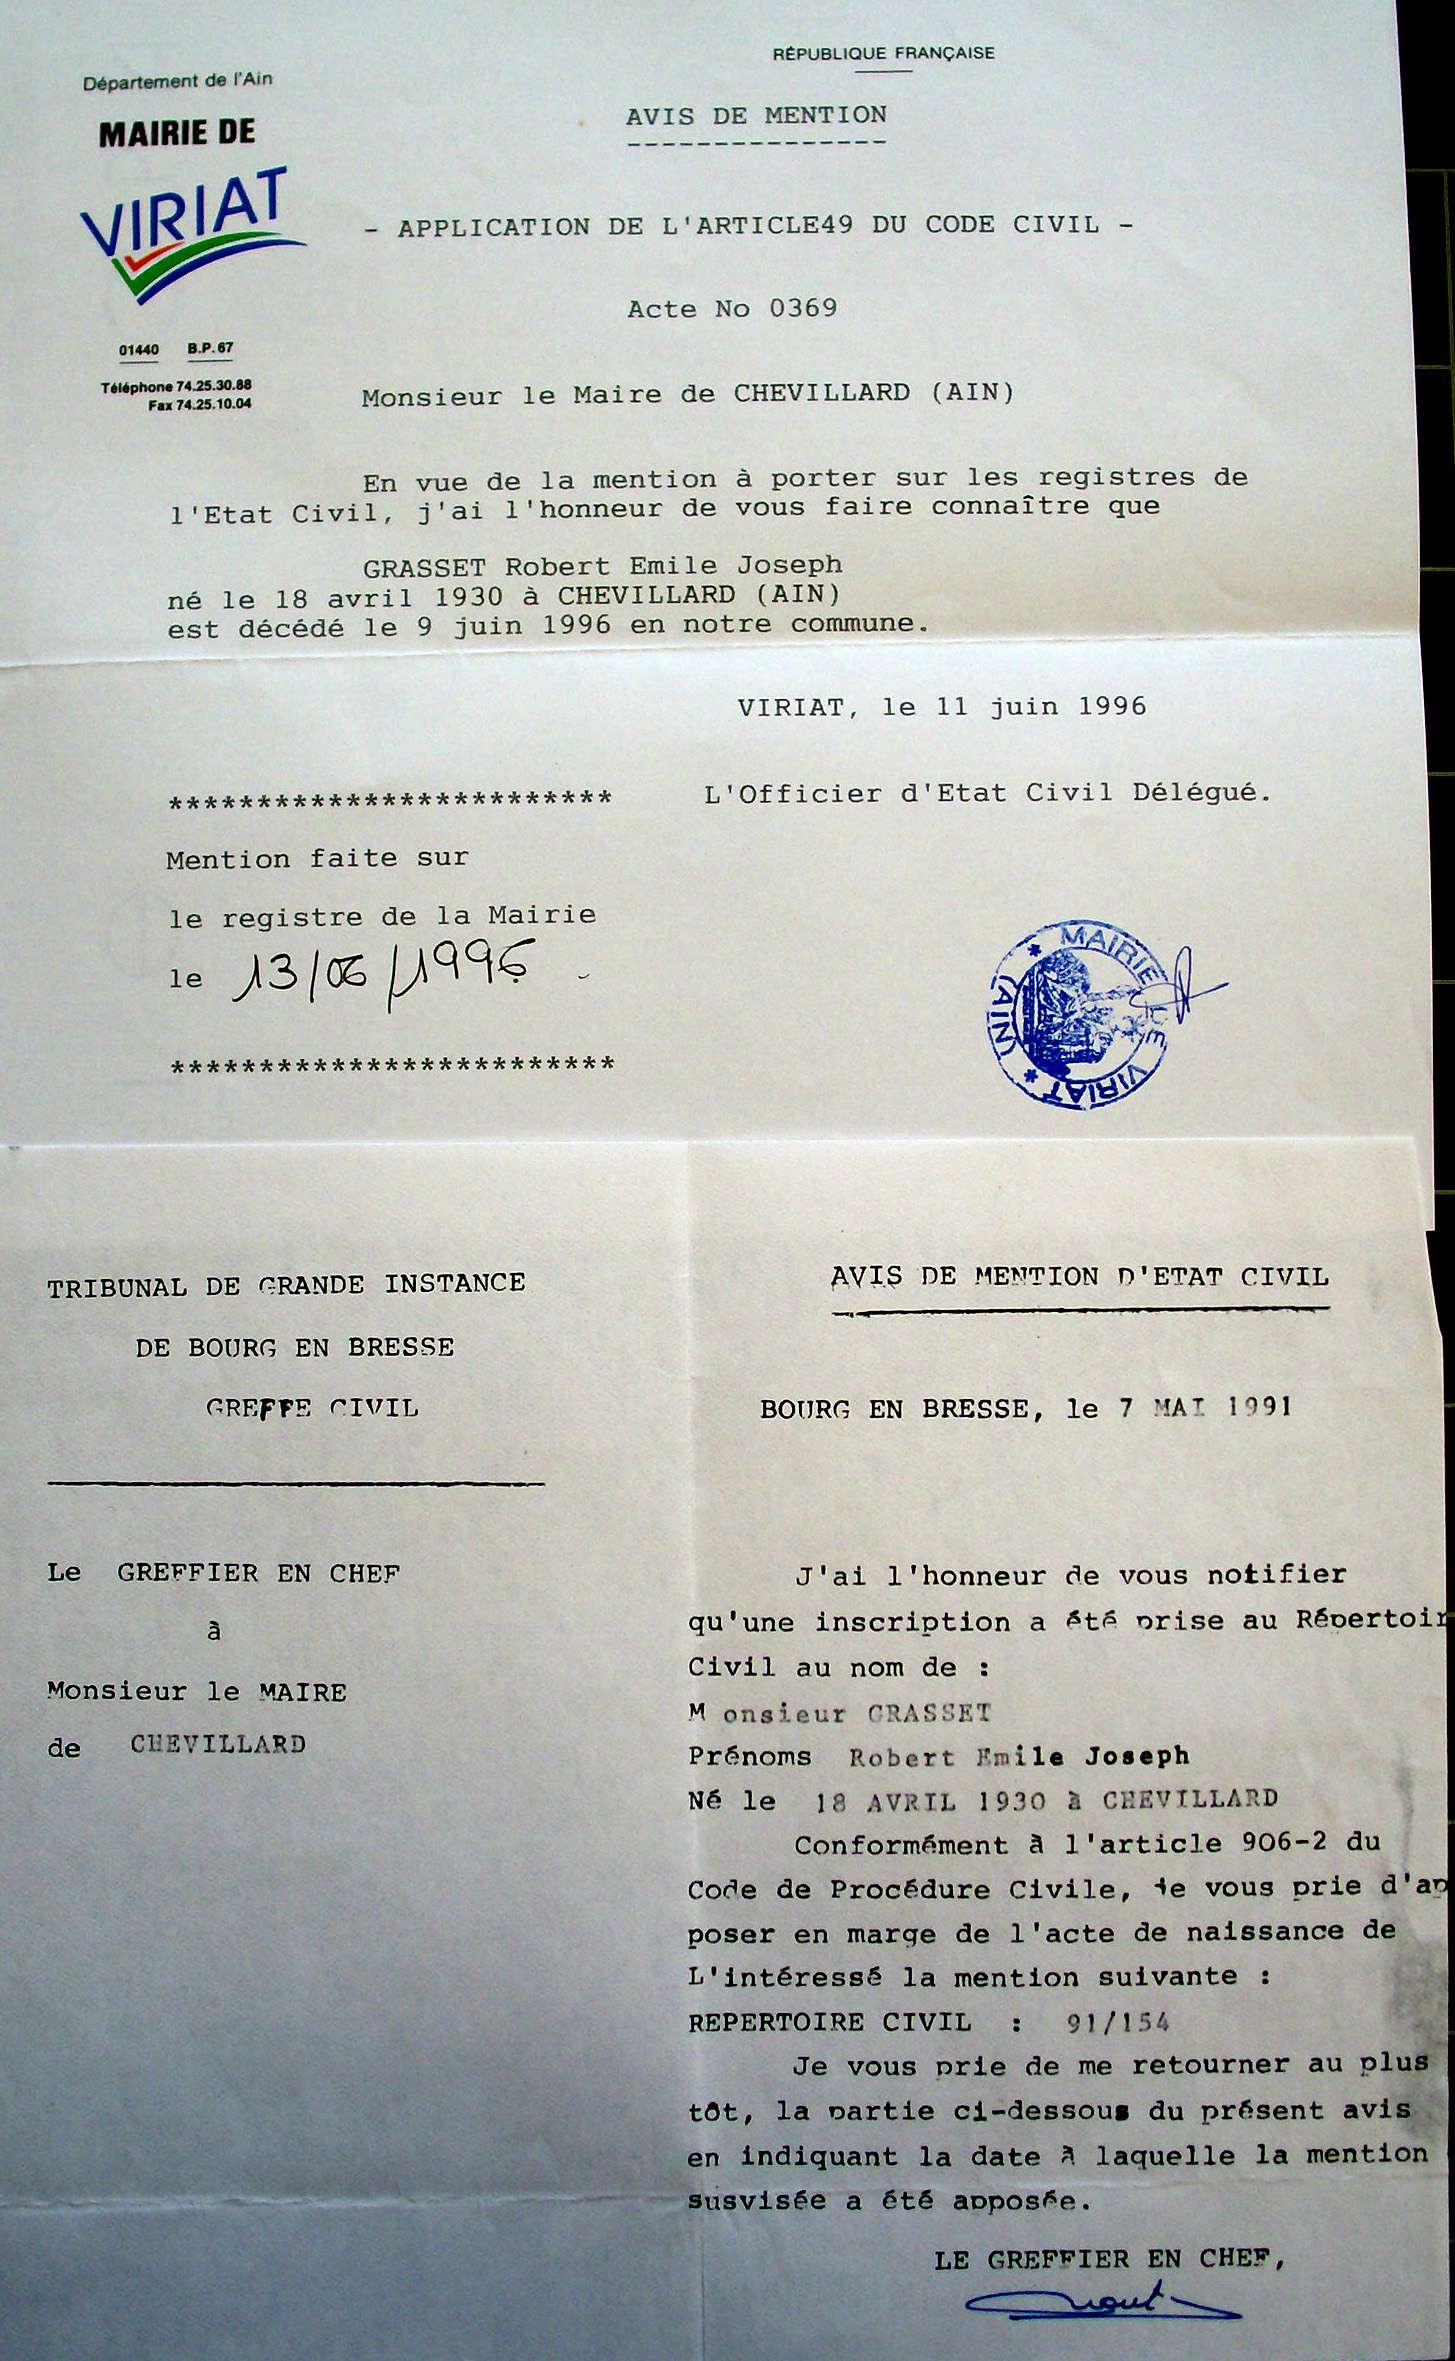 RÉPUBLIQUE FRANÇAISE
Département de l'Ain
MAIRIE DE
VIRIAT
01440 B.P. 67
Téléphone 74.25.30.88
Fax 74.25.10.04
AVIS DE MENTION
---------------
- APPLICATION DE L'ARTICLE49 DU CODE CIVIL -
Acte No 0369
Monsieur le Maire de CHEVILLARD (AIN)
En vue de la mention à porter sur les registres de
l'Etat Civil, j'ai l'honneur de vous faire connaître que
GRASSET Robert Emile Joseph
né le 18 avril 1930 à CHEVILLARD (AIN)
est décédé le 9 juin 1996 en notre commune.
VIRIAT, le 11 juin 1996
L'Officier d'Etat Civil Délégué.
*************************
Mention faite sur
le registre de la Mairie
le 13/06/1996
*************************
* MAIRIE DE VIRIAT * (AIN)
TRIBUNAL DE GRANDE INSTANCE
DE BOURG EN BRESSE
GREFFE CIVIL
Le GREFFIER EN CHEF
à
Monsieur le MAIRE
de CHEVILLARD
AVIS DE MENTION D'ETAT CIVIL
BOURG EN BRESSE, le 7 MAI 1991
J'ai l'honneur de vous notifier
qu'une inscription a été prise au Répertoir
Civil au nom de :
M onsieur GRASSET
Prénoms Robert Emile Joseph
Né le 18 AVRIL 1930 à CHEVILLARD
Conformément à l'article 906-2 du
Code de Procédure Civile, je vous prie d'ap
poser en marge de l'acte de naissance de
L'intéressé la mention suivante :
REPERTOIRE CIVIL : 91/154
Je vous prie de me retourner au plus
tôt, la partie ci-dessous du présent avis
en indiquant la date à laquelle la mention
susvisée a été apposée.
LE GREFFIER EN CHEF,